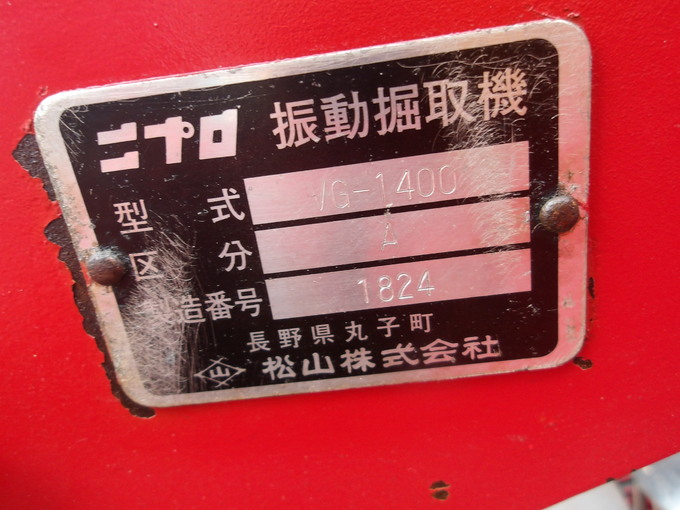 ニプロ 振動掘取機
型式 VG-1400
区分 A
製造番号 1824
長野県丸子町
山 松山株式会社